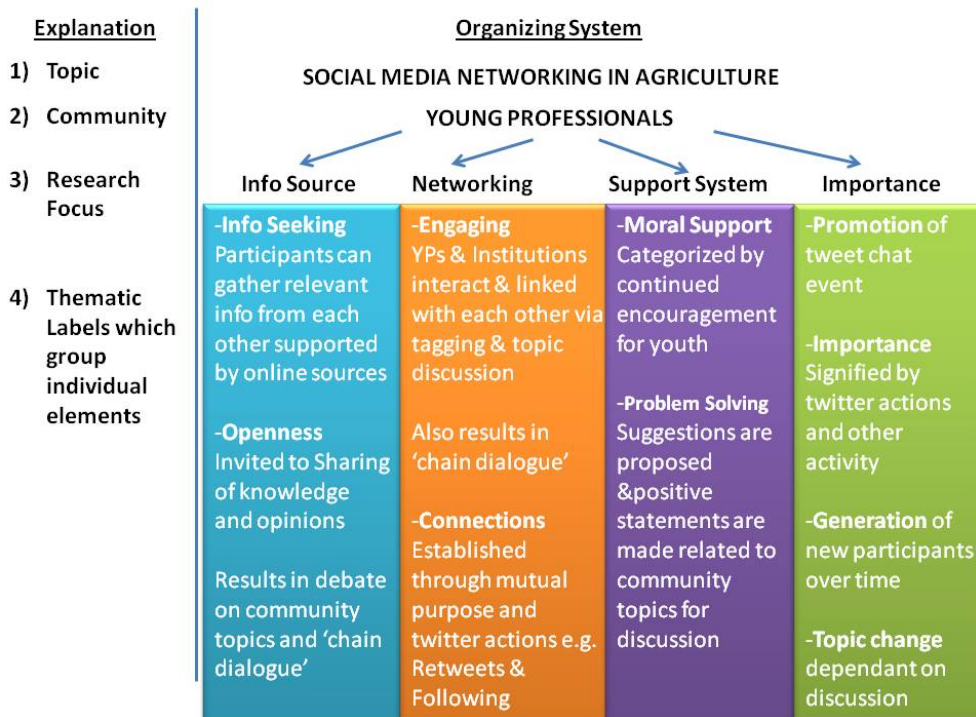 Explanation
1) Topic
2) Community
3) Research
Focus
4) Thematic
Labels which
group
individual
elements
Organizing System
SOCIAL MEDIA NETWORKING IN AGRICULTURE
YOUNG PROFESSIONALS
Info Source
Networking
Support System
Importance
-Info Seeking
Participants can
gather relevant
info from each
other supported
by online sources
-Openness
Invited to Sharing
of knowledge
and opinions
Results in debate
on community
topics and ‘chain
dialogue’
-Engaging
YPs & Institutions
interact & linked
with each other via
tagging & topic
discussion
Also results in
‘chain dialogue’
-Connections
Established
through mutual
purpose and
twitter actions e.g.
Retweets &
Following
-Moral Support
Categorized by
continued
encouragement
for youth
-Problem Solving
Suggestions are
proposed
&positive
statements are
made related to
community
topics for
discussion
-Promotion of
tweet chat
event
-Importance
Signified by
twitter actions
and other
activity
-Generation of
new participants
over time
-Topic change
dependant on
discussion